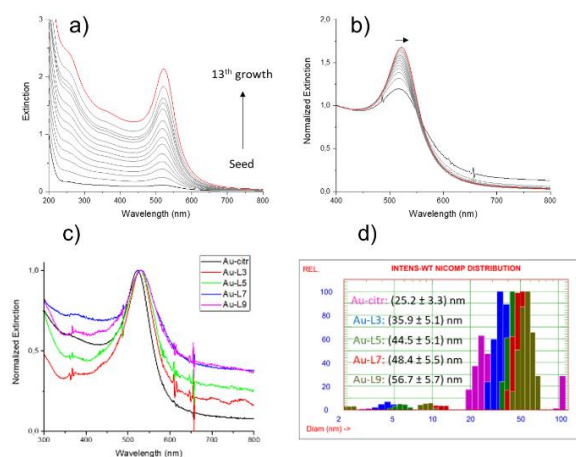 a)
Extinction
3
2
1
0
200 300 400 500 600 700 800
Wavelength (nm)
13th growth
Seed
b)
Normalized Extinction
2,0
1,5
1,0
0,5
0,0
400 500 600 700 800
Wavelength (nm)
c)
Normalized Extinction
1,0
0,5
0,0
300 400 500 600 700 800
Wavelength (nm)
Au-citr
Au-L3
Au-L5
Au-L7
Au-L9
d)
REL. INTENS-WT NICOMP DISTRIBUTION
100
80
60
40
20
0
Au-citr: (25.2 ± 3.3) nm
Au-L3: (35.9 ± 5.1) nm
Au-L5: (44.5 ± 5.1) nm
Au-L7: (48.4 ± 5.5) nm
Au-L9: (56.7 ± 5.7) nm
2 5 10 20 50 100
Diam (nm) =